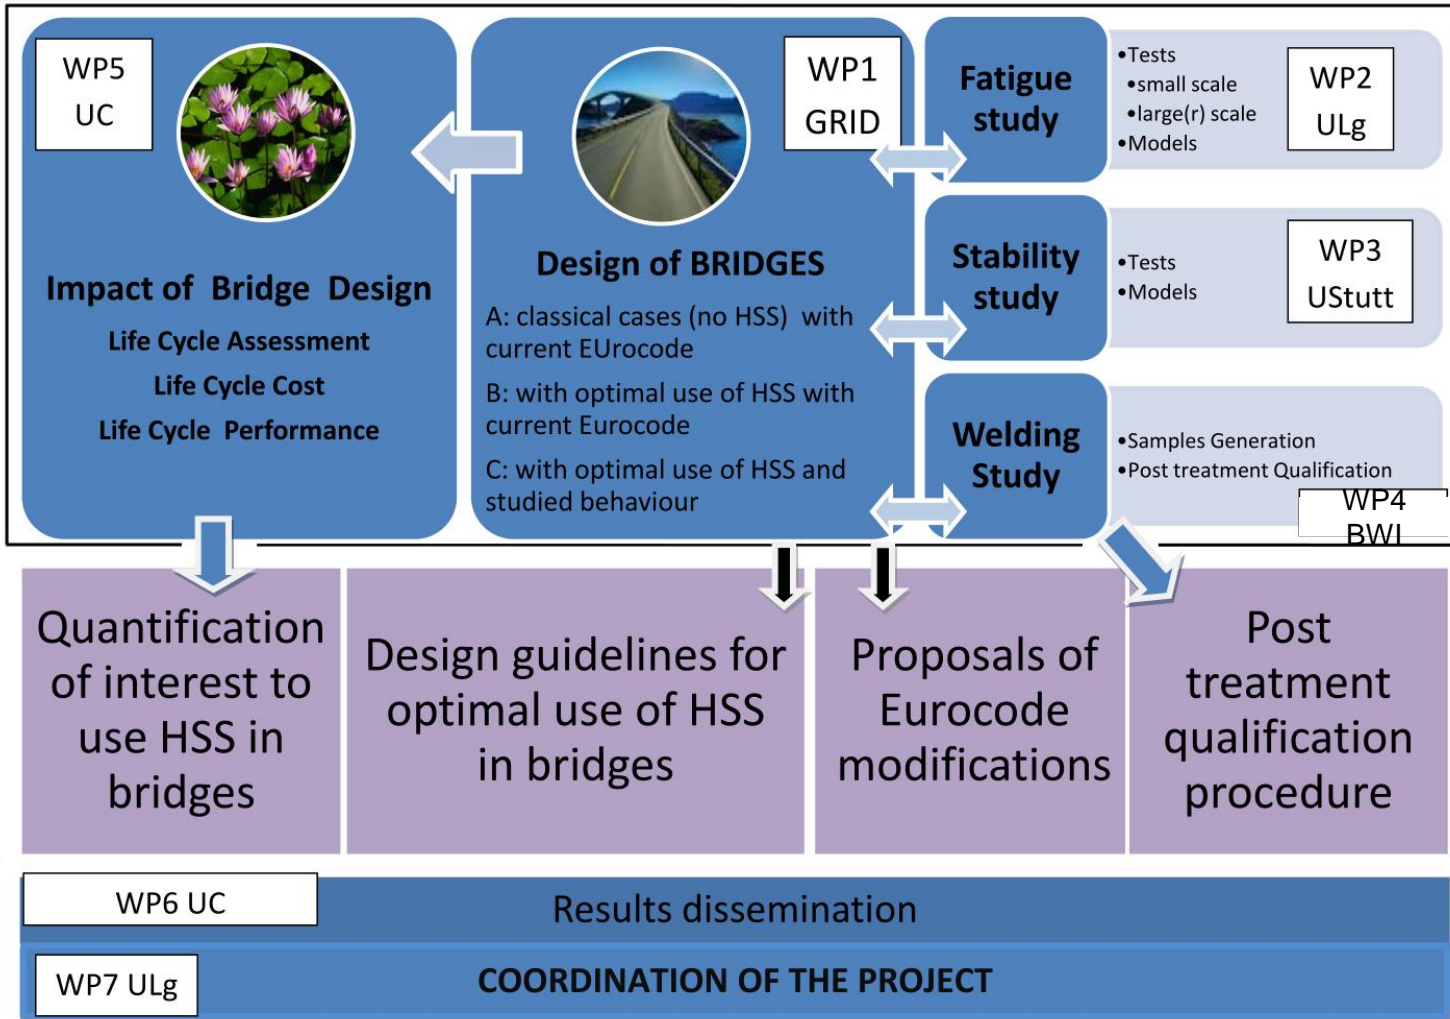 WP5
UC
Impact of  Bridge  Design
Life Cycle Assessment
Life Cycle Cost
Life Cycle  Performance
WP1
GRID
Design of BRIDGES
A: classical cases (no HSS)  with
current EUrocode
B: with optimal use of HSS with
current Eurocode
C: with optimal use of HSS and
studied behaviour
Fatigue
study
•Tests
•small scale
•large(r) scale
•Models
WP2
ULg
Stability
study
•Tests
•Models
WP3
UStutt
Welding
Study
•Samples Generation
•Post treatment Qualification
WP4
BWI
Quantification
of interest to
use HSS in
bridges
Design guidelines for
optimal use of HSS
in bridges
Proposals of
Eurocode
modifications
Post
treatment
qualification
procedure
WP6 UC
Results dissemination
WP7 ULg
COORDINATION OF THE PROJECT